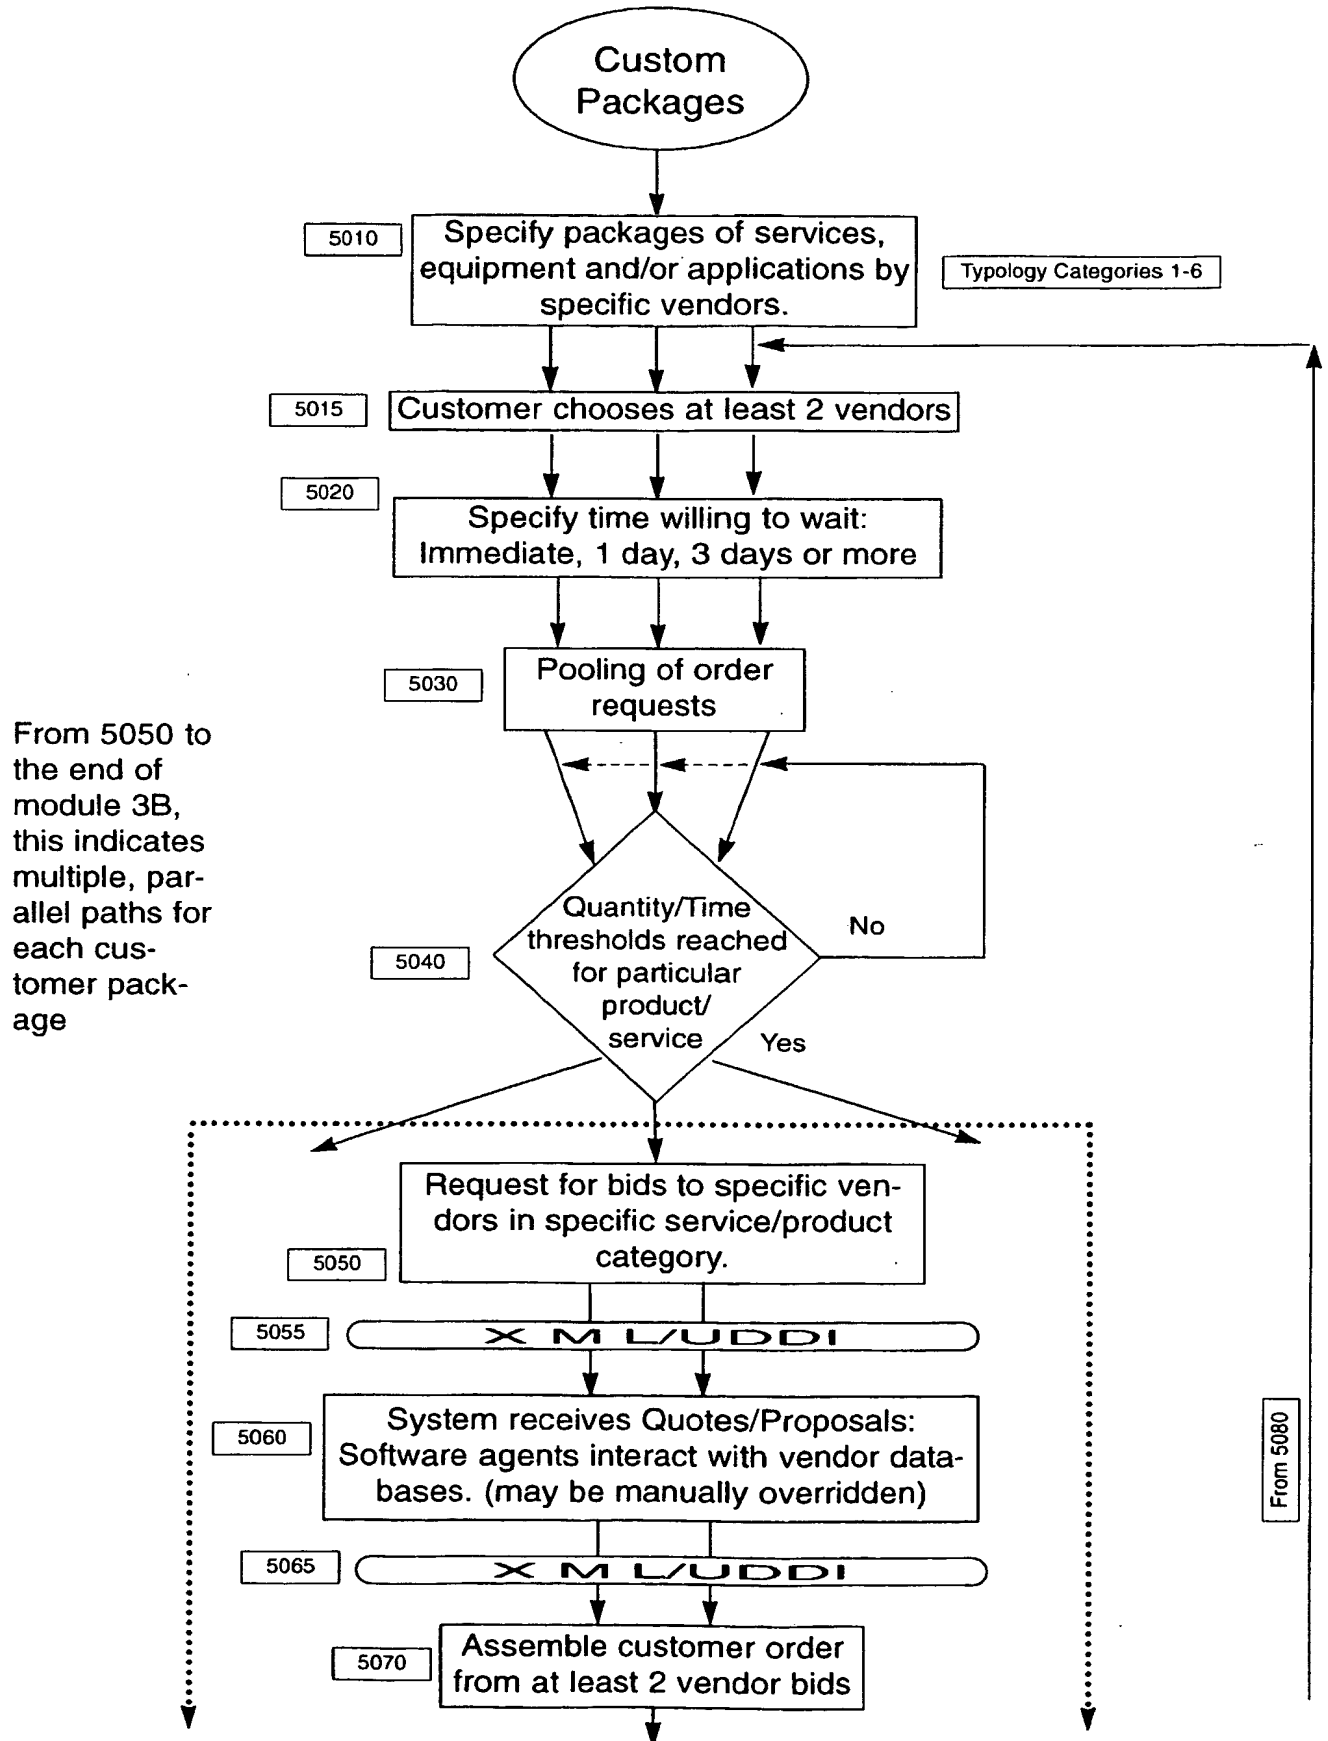 Custom
Packages
5010
Specify packages of services,
equipment and/or applications by
specific vendors.
Typology Categories 1-6
5015
Customer chooses at least 2 vendors
5020
Specify time willing to wait:
Immediate, 1 day, 3 days or more
5030
Pooling of order
requests
From 5050 to
the end of
module 3B,
this indicates
multiple, par-
allel paths for
each cus-
tomer pack-
age
5040
Quantity/Time
thresholds reached
for particular
product/
service
No
Yes
Request for bids to specific ven-
dors in specific service/product
category.
5050
5055
X M L/UDDI
5060
System receives Quotes/Proposals:
Software agents interact with vendor data-
bases. (may be manually overridden)
From 5080
5065
X M L/UDDI
5070
Assemble customer order
from at least 2 vendor bids